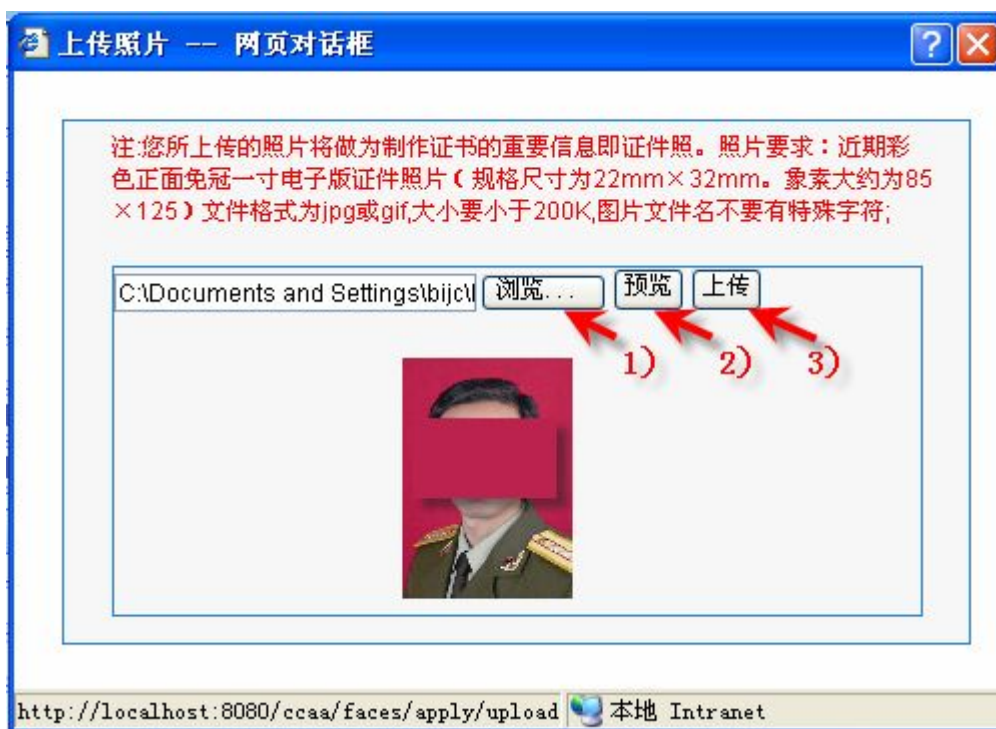 上传照片 -- 网页对话框
注:您所上传的照片将做为制作证书的重要信息即证件照。照片要求：近期彩
色正面免冠一寸电子版证件照片（规格尺寸为22mm×32mm。象素大约为85
×125）文件格式为jpg或gif,大小要小于200K,图片文件名不要有特殊字符;
C:\Documents and Settings\bijc\ 浏览... 预览 上传
1) 2) 3)
http://localhost:8080/ccaa/faces/apply/upload 本地 Intranet